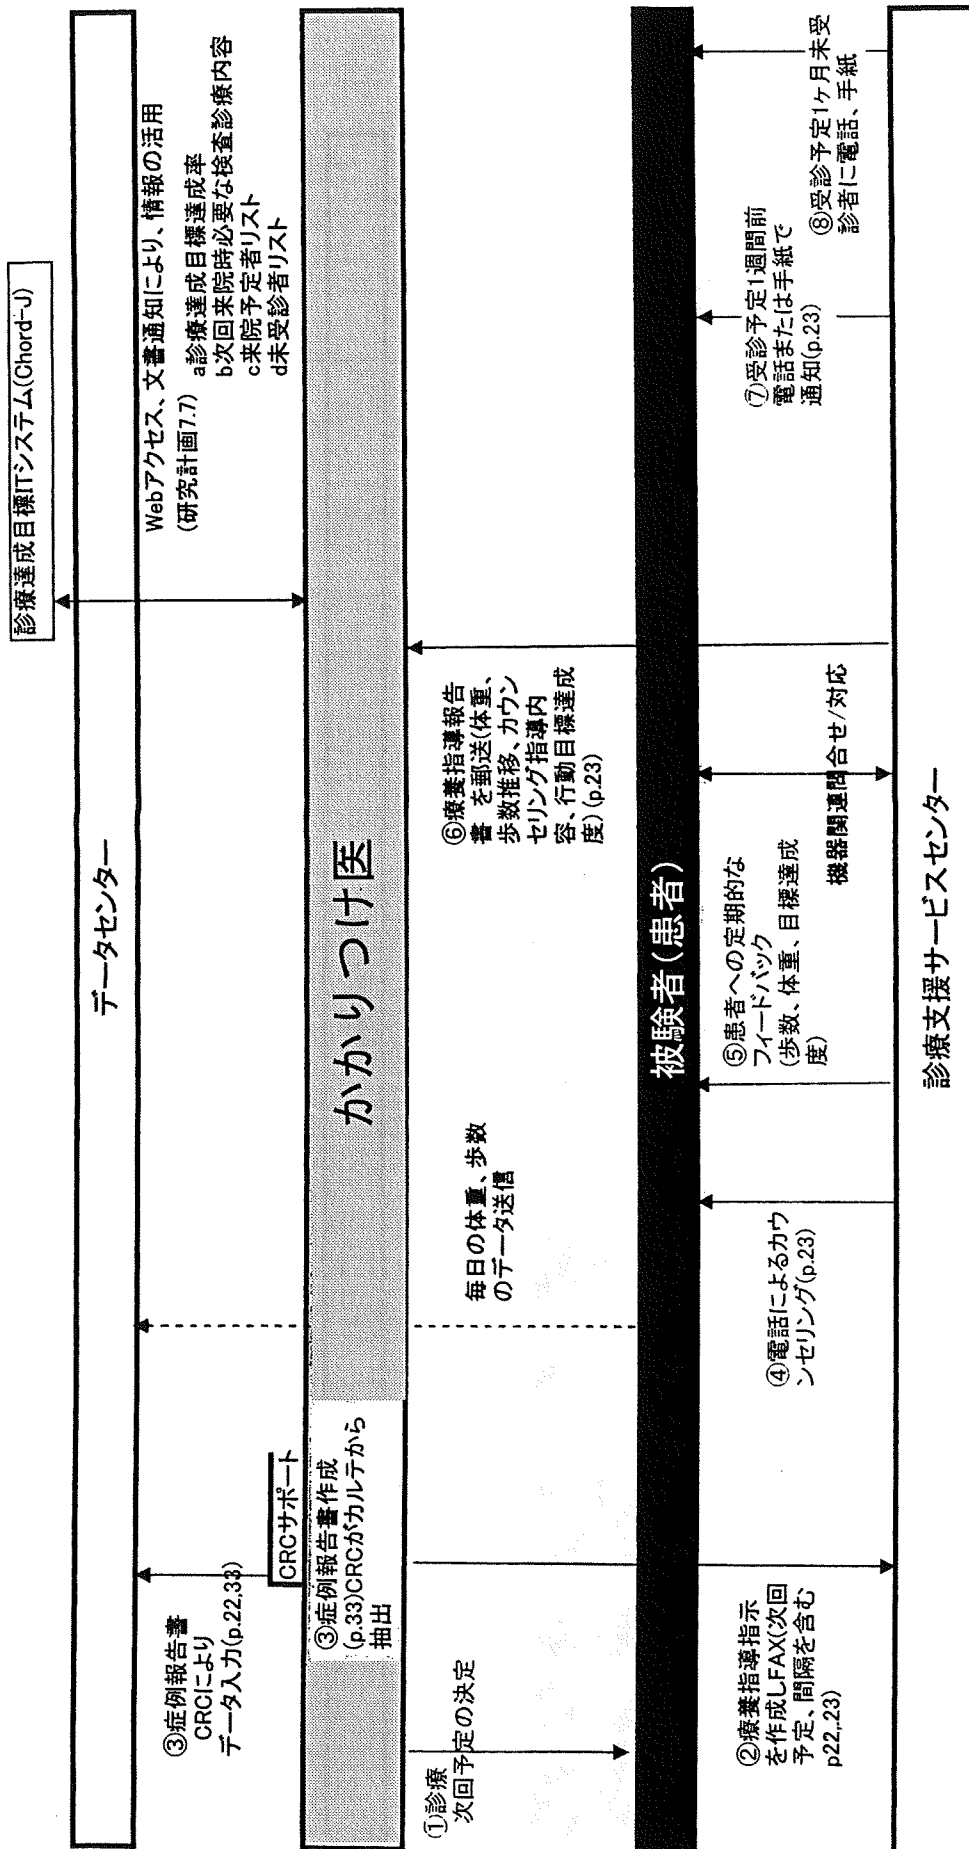 診療達成目標ITシステム(Chord-J)
データセンター
Webアクセス、文書通知により、情報の活用
(研究計画7.7)
a診療達成目標達成率
b次回来院時必要な検査診療内容
c来院予定者リスト
d未受診者リスト
③症例報告書
CRCにより
データ入力(p.22,33)
CRCサポート
③症例報告書作成
(p.33)CRCがカルテから
抽出
かかりつけ医
①診療
次回予定の決定
毎日の体重、歩数
のデータ送信
⑥療養指導報告
書 を郵送(体重、
歩数推移、カウン
セリング指導内
容、行動目標達成
度)(p.23)
被験者(患者)
②療養指導指示
を作成しFAX(次回
予定、間隔を含む
p22,.23)
④電話によるカウ
ンセリング(p.23)
⑤患者への定期的な
フィードバック
(歩数、体重、目標達成
度)
機器関連問合せ/対応
⑦受診予定1週間前
電話または手紙で
通知(p.23)
⑧受診予定1ヶ月未受
診者に電話、手紙
診療支援サービスセンター